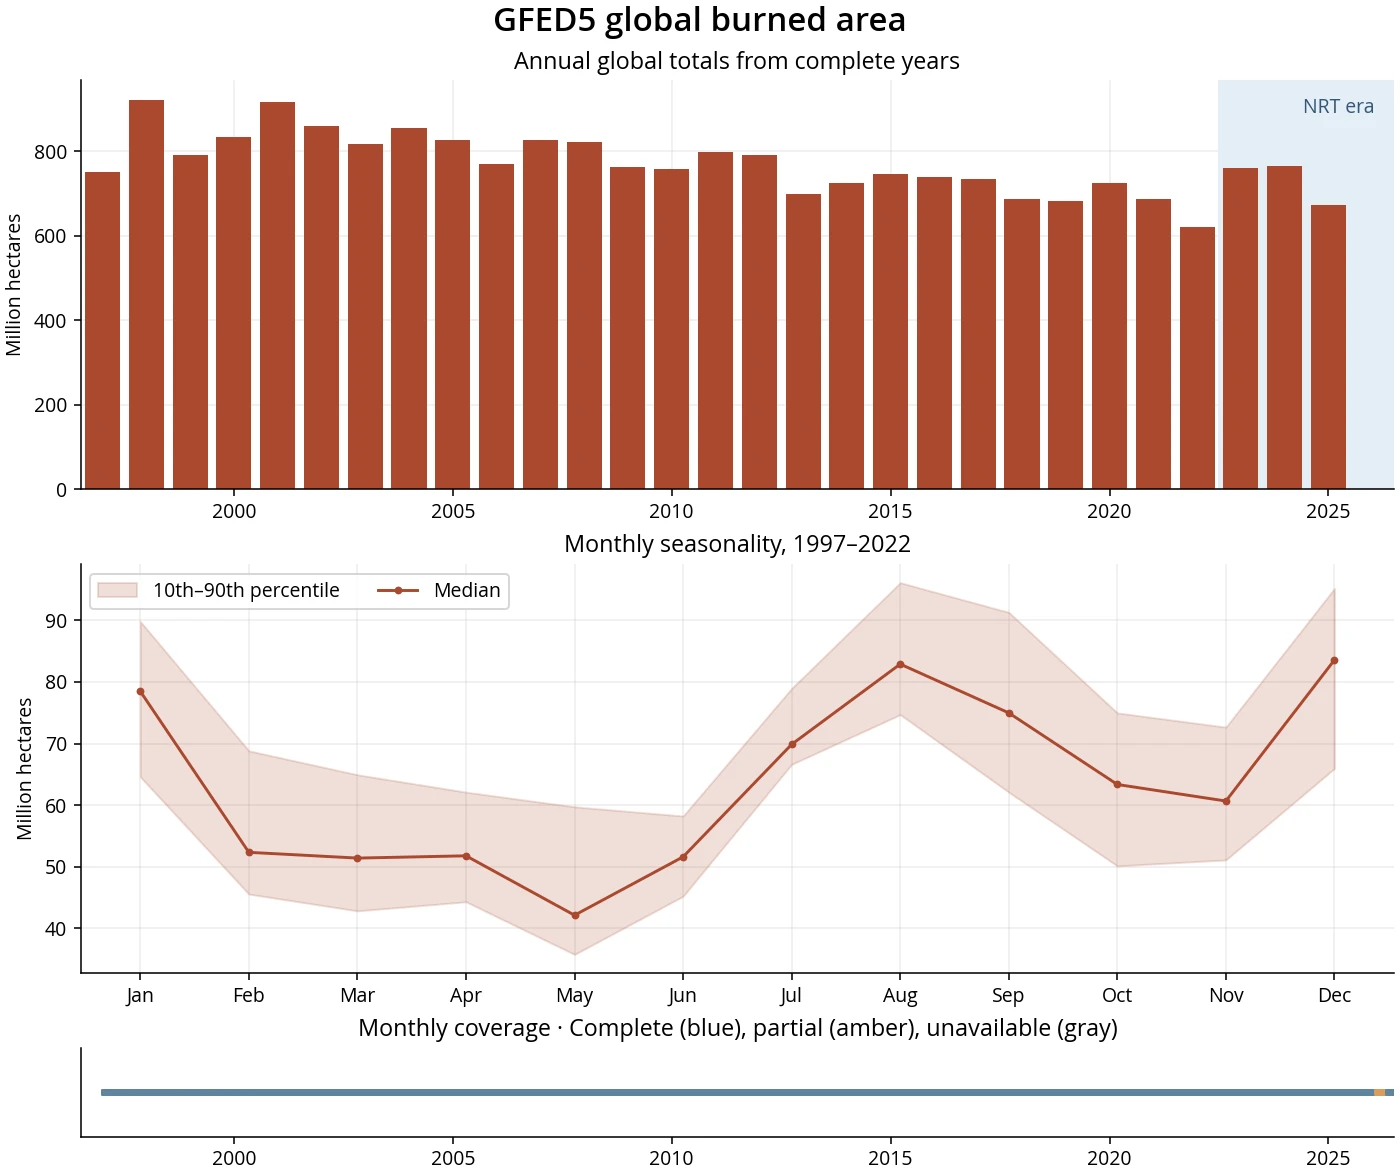 GFED5 global burned area
Annual global totals from complete years
NRT era
Million hectares
800
600
400
200
0
2000 2005 2010 2015 2020 2025
Monthly seasonality, 1997–2022
10th–90th percentile Median
Million hectares
90
80
70
60
50
40
Jan Feb Mar Apr May Jun Jul Aug Sep Oct Nov Dec
Monthly coverage · Complete (blue), partial (amber), unavailable (gray)
2000 2005 2010 2015 2020 2025